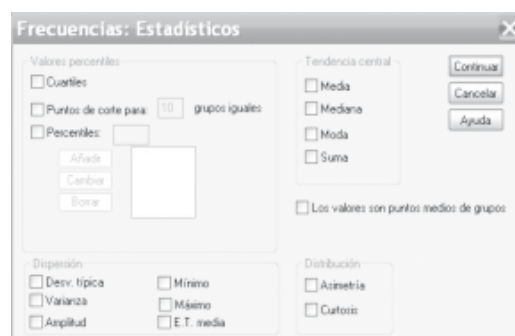 Frecuencias: Estadísticos
Valores percentiles
Cuartiles
Puntos de corte para: 10 grupos iguales
Percentiles:
Añadir
Cambiar
Borrar
Tendencia central
Media
Mediana
Moda
Suma
Continuar
Cancelar
Ayuda
Los valores son puntos medios de grupos
Dispersión
Desv. típica
Varianza
Amplitud
Mínimo
Máximo
E.T. media
Distribución
Asimetría
Curtosis